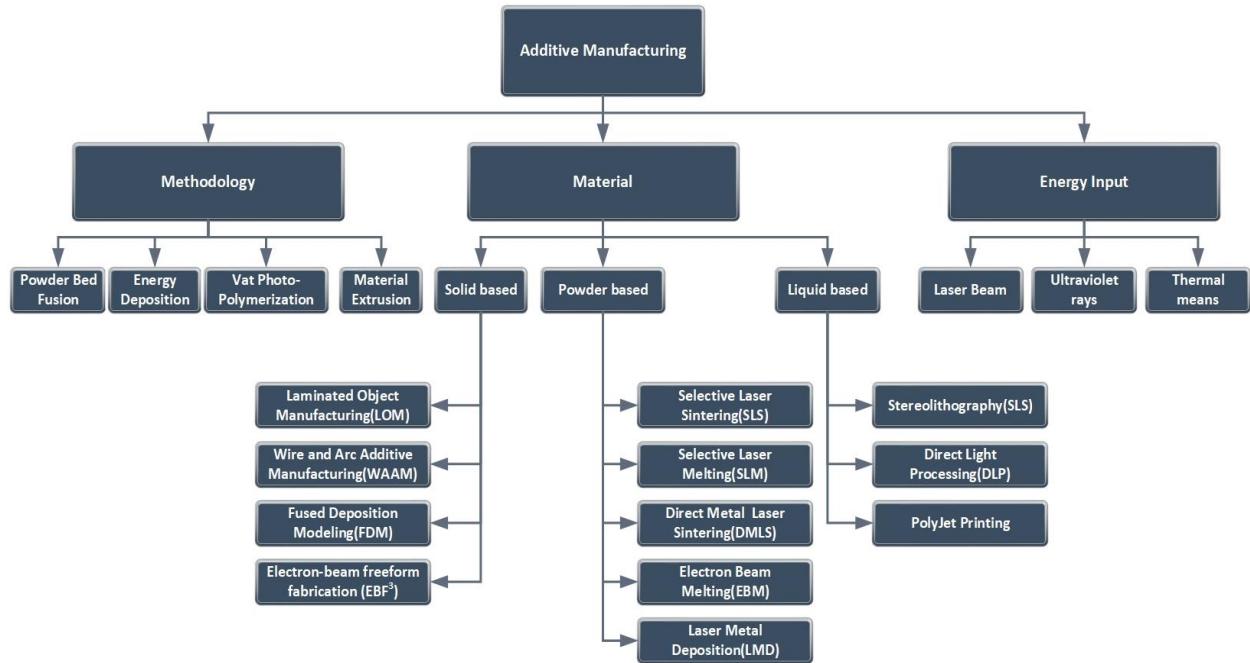 Additive Manufacturing
Methodology
Material
Energy Input
Powder Bed
Fusion
Energy
Deposition
Vat Photo-
Polymerization
Material
Extrusion
Solid based
Powder based
Liquid based
Laser Beam
Ultraviolet
rays
Thermal
means
Laminated Object
Manufacturing(LOM)
Wire and Arc Additive
Manufacturing(WAAM)
Fused Deposition
Modeling(FDM)
Electron-beam freeform
fabrication (EBF³)
Selective Laser
Sintering(SLS)
Selective Laser
Melting(SLM)
Direct Metal Laser
Sintering(DMLS)
Electron Beam
Melting(EBM)
Laser Metal
Deposition(LMD)
Stereolithography(SLS)
Direct Light
Processing(DLP)
PolyJet Printing